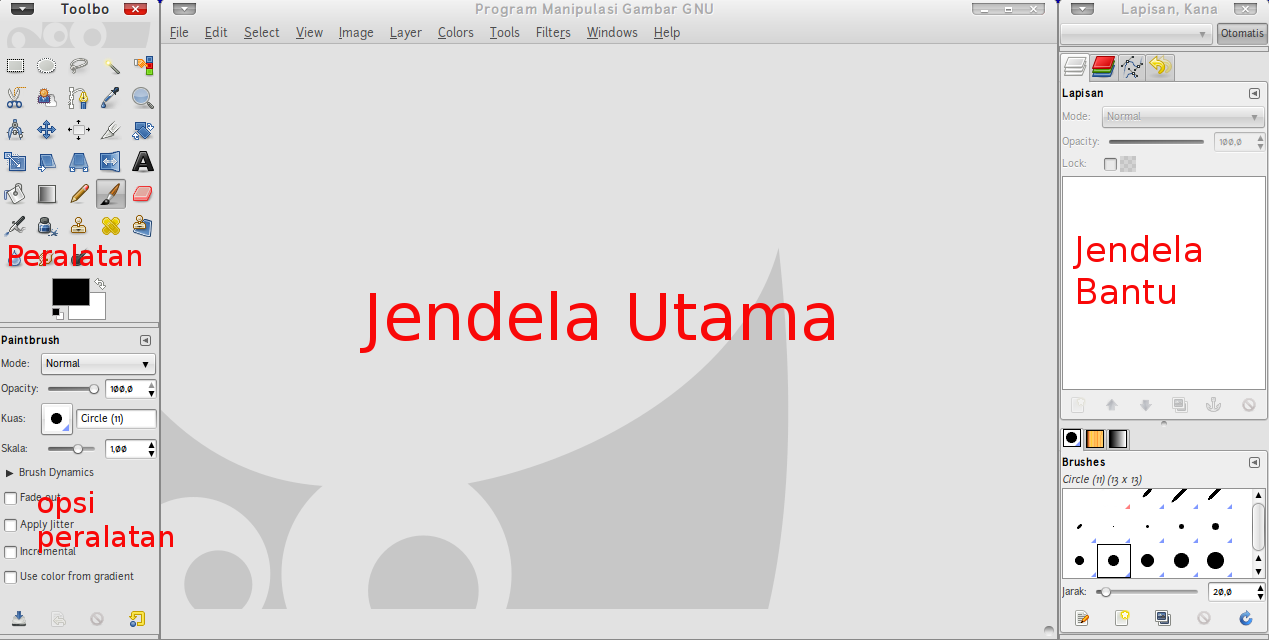 Toolbo
Peralatan
Paintbrush
Mode: Normal
Opacity: 100,0
Kuas: Circle (11)
Skala: 1,00
Brush Dynamics
Fade out
opsi
Apply Jitter
peralatan
Incremental
Use color from gradient
Program Manipulasi Gambar GNU
File Edit Select View Image Layer Colors Tools Filters Windows Help
Jendela Utama
Lapisan, Kana
Otomatis
Lapisan
Mode: Normal
Opacity: 100,0
Lock:
Jendela
Bantu
Brushes
Circle (11) (13 x 13)
Jarak: 20,0